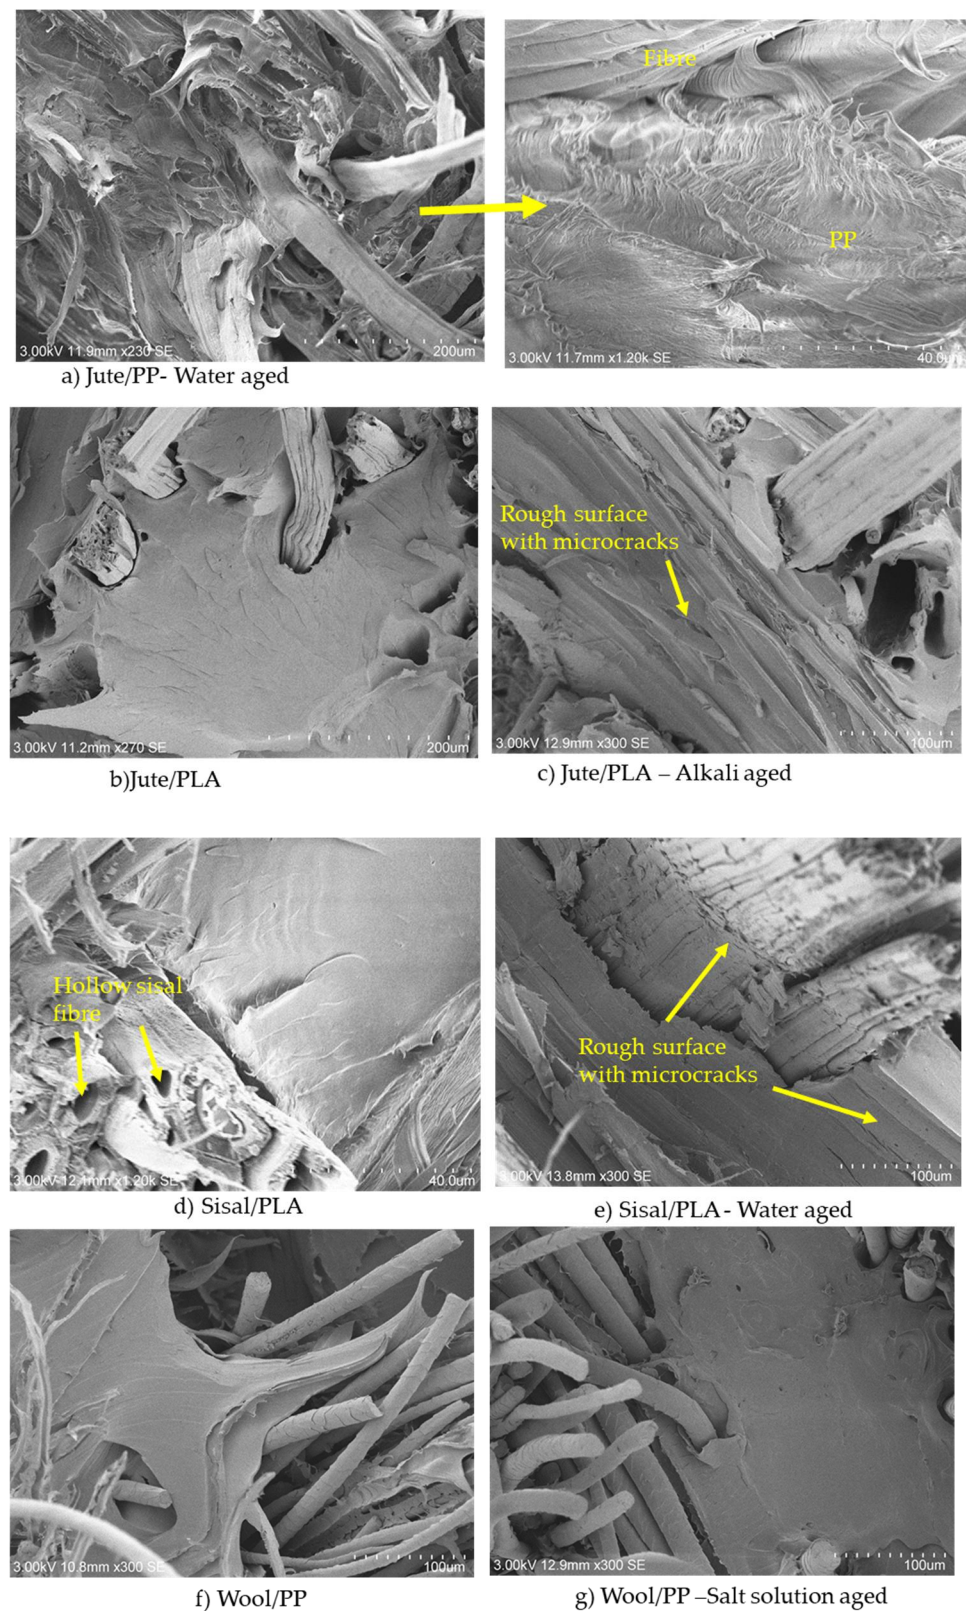 Fibre
PP
3.00kV 11.9mm x230 SE
200um
3.00kV 11.7mm x1.20k SE
40.0um
a) Jute/PP- Water aged
3.00kV 11.2mm x270 SE
200um
Rough surface
with microcracks
3.00kV 12.9mm x300 SE
100um
b)Jute/PLA
c) Jute/PLA – Alkali aged
Hollow sisal
fibre
3.00kV 12.1mm x1.20k SE
40.0um
Rough surface
with microcracks
3.00kV 13.8mm x300 SE
100um
d) Sisal/PLA
e) Sisal/PLA - Water aged
3.00kV 10.8mm x300 SE
100um
3.00kV 12.9mm x300 SE
100um
f) Wool/PP
g) Wool/PP –Salt solution aged